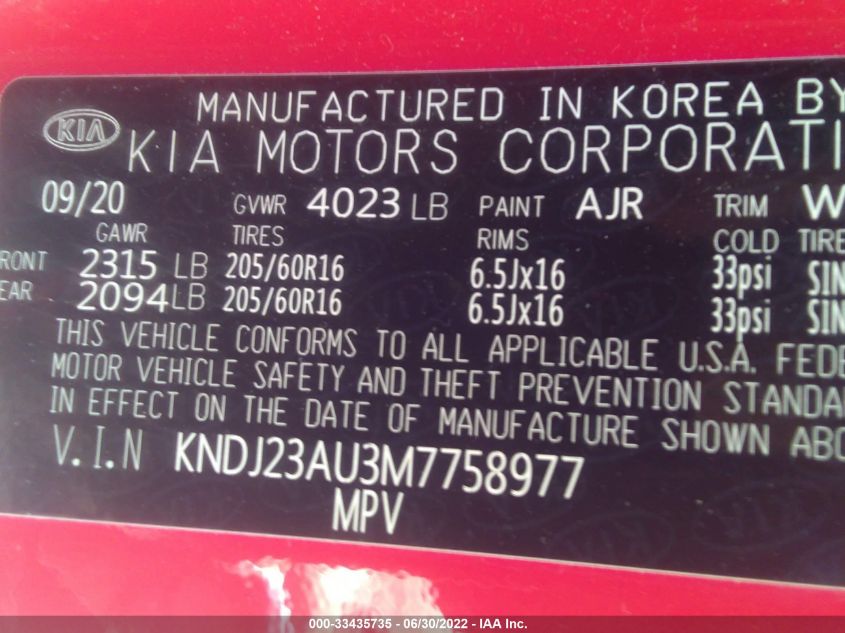 MANUFACTURED IN KOREA BY
KIA KIA MOTORS CORPORATI
09/20 GVWR 4023 LB PAINT AJR TRIM W
GAWR TIRES RIMS COLD TIRE
RONT 2315 LB 205/60R16 6.5Jx16 33psi SIN
EAR 2094 LB 205/60R16 6.5Jx16 33psi SIN
THIS VEHICLE CONFORMS TO ALL APPLICABLE U.S.A. FEDE
MOTOR VEHICLE SAFETY AND THEFT PREVENTION STANDA
IN EFFECT ON THE DATE OF MANUFACTURE SHOWN ABO
V.I.N KNDJ23AU3M7758977
MPV
000-33435735 - 06/30/2022 - IAA Inc.